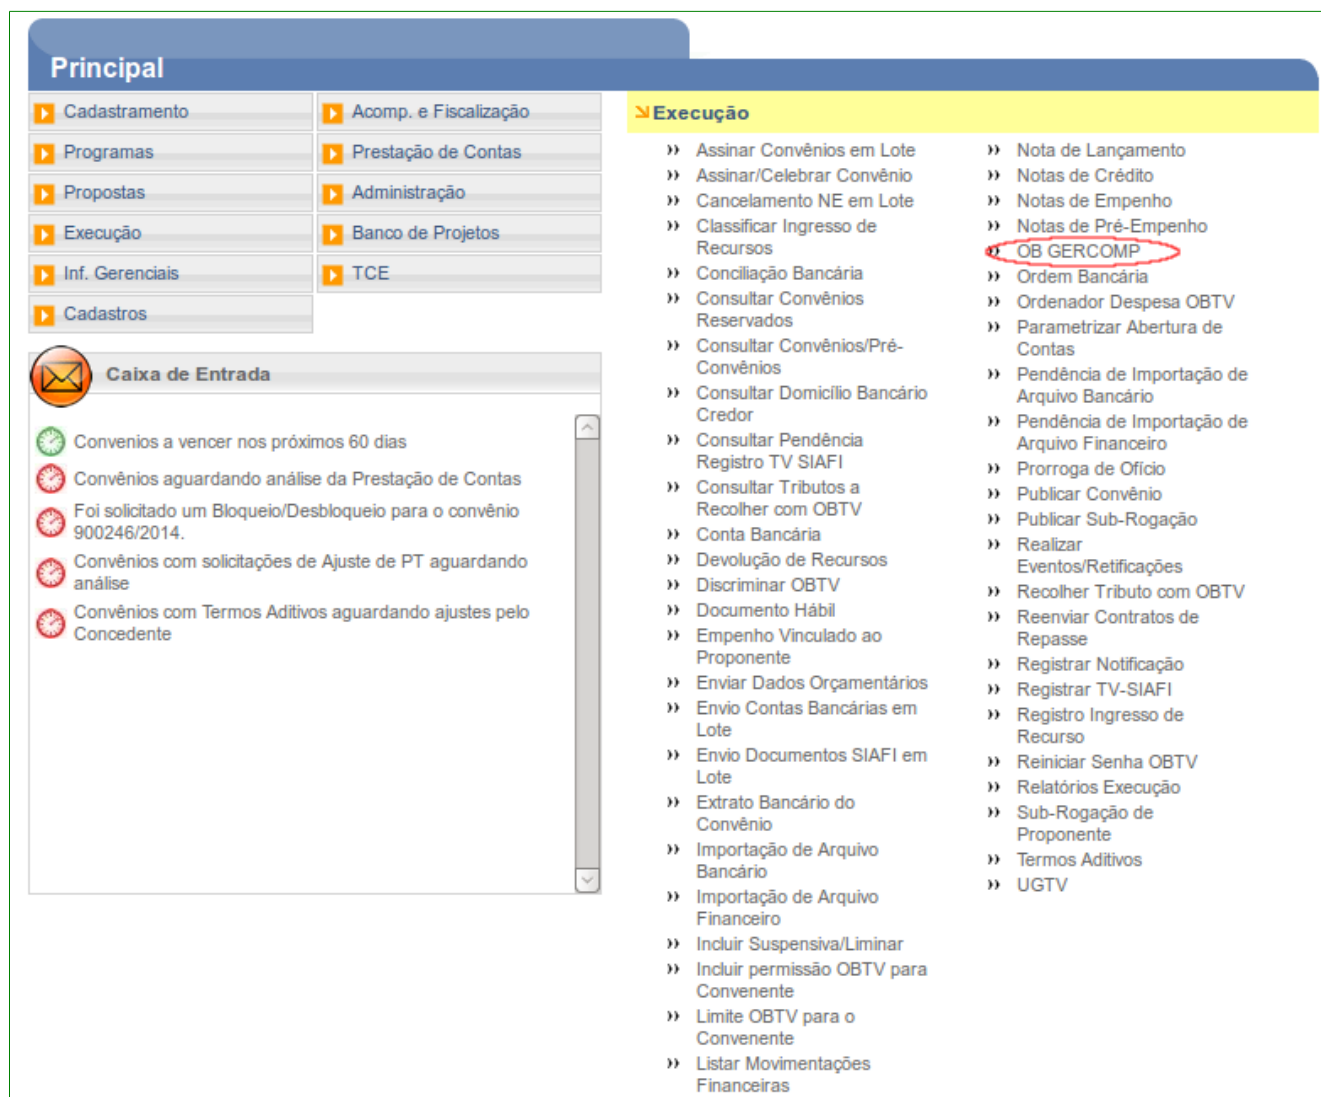 Principal
Cadastramento
Acomp. e Fiscalização
Programas
Prestação de Contas
Propostas
Administração
Execução
Banco de Projetos
Inf. Gerenciais
TCE
Cadastros
Caixa de Entrada
Convenios a vencer nos próximos 60 dias
Convênios aguardando análise da Prestação de Contas
Foi solicitado um Bloqueio/Desbloqueio para o convênio
900246/2014.
Convênios com solicitações de Ajuste de PT aguardando
análise
Convênios com Termos Aditivos aguardando ajustes pelo
Concedente
Execução
Assinar Convênios em Lote
Assinar/Celebrar Convênio
Cancelamento NE em Lote
Classificar Ingresso de
Recursos
Conciliação Bancária
Consultar Convênios
Reservados
Consultar Convênios/Pré-
Convênios
Consultar Domicílio Bancário
Credor
Consultar Pendência
Registro TV SIAFI
Consultar Tributos a
Recolher com OBTV
Conta Bancária
Devolução de Recursos
Discriminar OBTV
Documento Hábil
Empenho Vinculado ao
Proponente
Enviar Dados Orçamentários
Envio Contas Bancárias em
Lote
Envio Documentos SIAFI em
Lote
Extrato Bancário do
Convênio
Importação de Arquivo
Bancário
Importação de Arquivo
Financeiro
Incluir Suspensiva/Liminar
Incluir permissão OBTV para
Convenente
Limite OBTV para o
Convenente
Listar Movimentações
Financeiras
Nota de Lançamento
Notas de Crédito
Notas de Empenho
Notas de Pré-Empenho
OB GERCOMP
Ordem Bancária
Ordenador Despesa OBTV
Parametrizar Abertura de
Contas
Pendência de Importação de
Arquivo Bancário
Pendência de Importação de
Arquivo Financeiro
Prorroga de Ofício
Publicar Convênio
Publicar Sub-Rogação
Realizar
Eventos/Retificações
Recolher Tributo com OBTV
Reenviar Contratos de
Repasse
Registrar Notificação
Registrar TV-SIAFI
Registro Ingresso de
Recurso
Reiniciar Senha OBTV
Relatórios Execução
Sub-Rogação de
Proponente
Termos Aditivos
UGTV